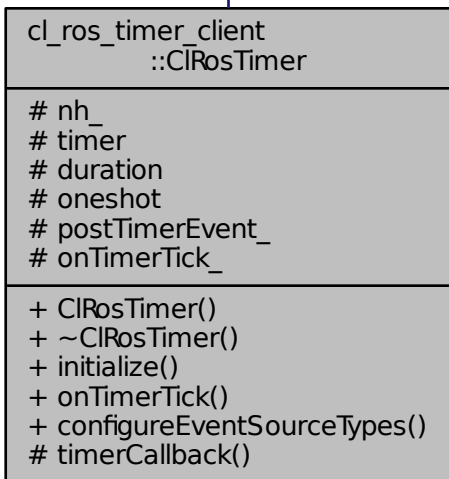 cl_ros_timer_client
::ClRosTimer
# nh_
# timer
# duration
# oneshot
# postTimerEvent_
# onTimerTick_
+ ClRosTimer()
+ ~ClRosTimer()
+ initialize()
+ onTimerTick()
+ configureEventSourceTypes()
# timerCallback()